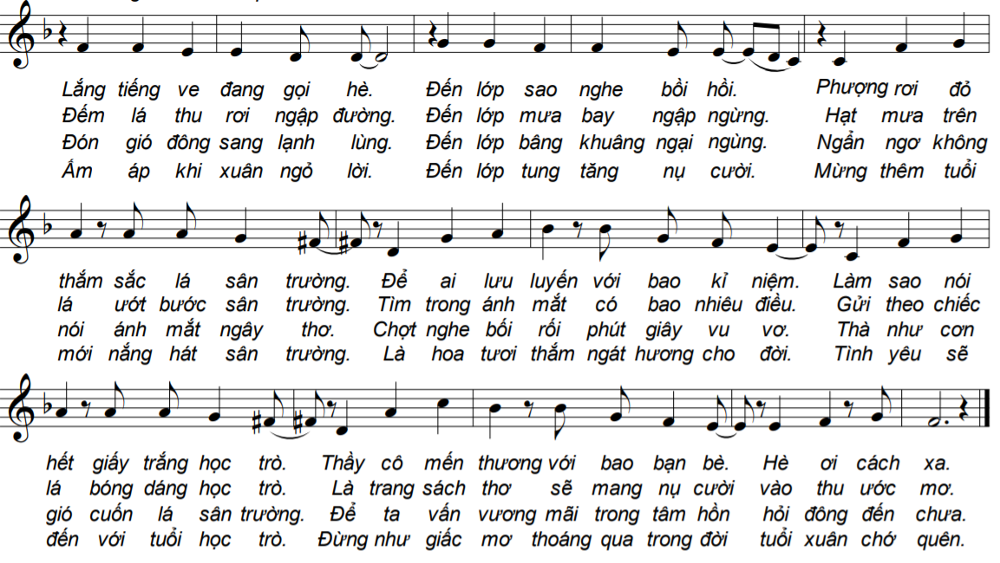 Lắng tiếng ve đang gọi hè. Đến lớp sao nghe bồi hồi. Phượng rơi đỏ
Đếm lá thu rơi ngập đường. Đến lớp mưa bay ngập ngừng. Hạt mưa trên
Đón gió đông sang lạnh lùng. Đến lớp bâng khuâng ngại ngùng. Ngẩn ngơ không
Ấm áp khi xuân ngỏ lời. Đến lớp tung tăng nụ cười. Mừng thêm tuổi
thắm sắc lá sân trường. Để ai lưu luyến với bao kỉ niệm. Làm sao nói
lá ướt bước sân trường. Tìm trong ánh mắt có bao nhiêu điều. Gửi theo chiếc
nói ánh mắt ngây thơ. Chợt nghe bối rối phút giây vu vơ. Thà như cơn
mới nắng hát sân trường. Là hoa tươi thắm ngát hương cho đời. Tình yêu sẽ
hết giấy trắng học trò. Thầy cô mến thương với bao bạn bè. Hè ơi cách xa.
lá bóng dáng học trò. Là trang sách thơ sẽ mang nụ cười vào thu ước mơ.
gió cuốn lá sân trường. Để ta vấn vương mãi trong tâm hồn hỏi đông đến chưa.
đến với tuổi học trò. Đừng như giấc mơ thoáng qua trong đời tuổi xuân chớ quên.